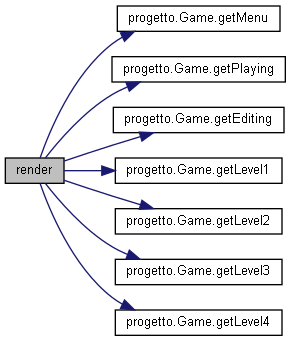 progetto.Game.getMenu
progetto.Game.getPlaying
progetto.Game.getEditing
render
progetto.Game.getLevel1
progetto.Game.getLevel2
progetto.Game.getLevel3
progetto.Game.getLevel4